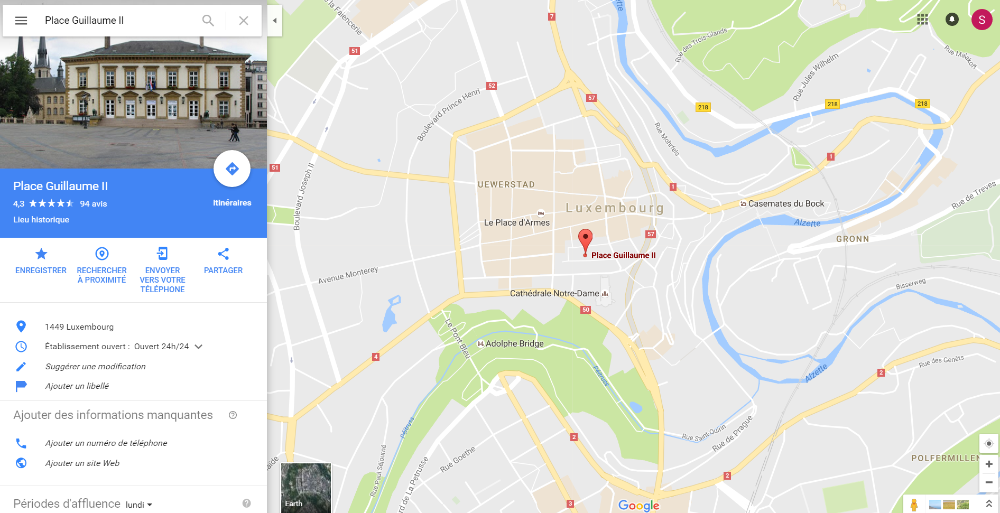 Place Guillaume II
Place Guillaume II
4,3
94 avis
Itinéraires
Lieu historique
ENREGISTRER
RECHERCHER
À PROXIMITÉ
ENVOYER
VERS VOTRE
TÉLÉPHONE
PARTAGER
1449 Luxembourg
Établissement ouvert : Ouvert 24h/24
Suggérer une modification
Ajouter un libellé
Ajouter des informations manquantes
?
Ajouter un numéro de téléphone
Ajouter un site Web
Périodes d'affluence lundi
?
S
de la Faïencerie
Alzette
7
51
Rue des Trois-Glands
Rue Malakoff
Rue Jules Wilhelm
52
57
218
218
218
Boulevard Prince Henri
Rue Mohrfels
51
1
Boulevard Joseph II
UEWERSTAD
1
Rue de Treves
Luxembourg
Casemates du Bock
Le Place d'Armes
Alzette
57
GRONN
Place Guillaume II
Avenue Monterey
Bisserweg
Cathédrale Notre-Dame
50
Le Pont Bleu
Adolphe Bridge
4
Pétruss
Rue des Genêts
Alzette
2
Pétruss
Rue Saint-Quirin
Rue de Prague
2
Rue Goethe
Rue Paul Séjourné
POLFERMILLEN
2
rd de La Petrusse
aïde
3
Earth
Google